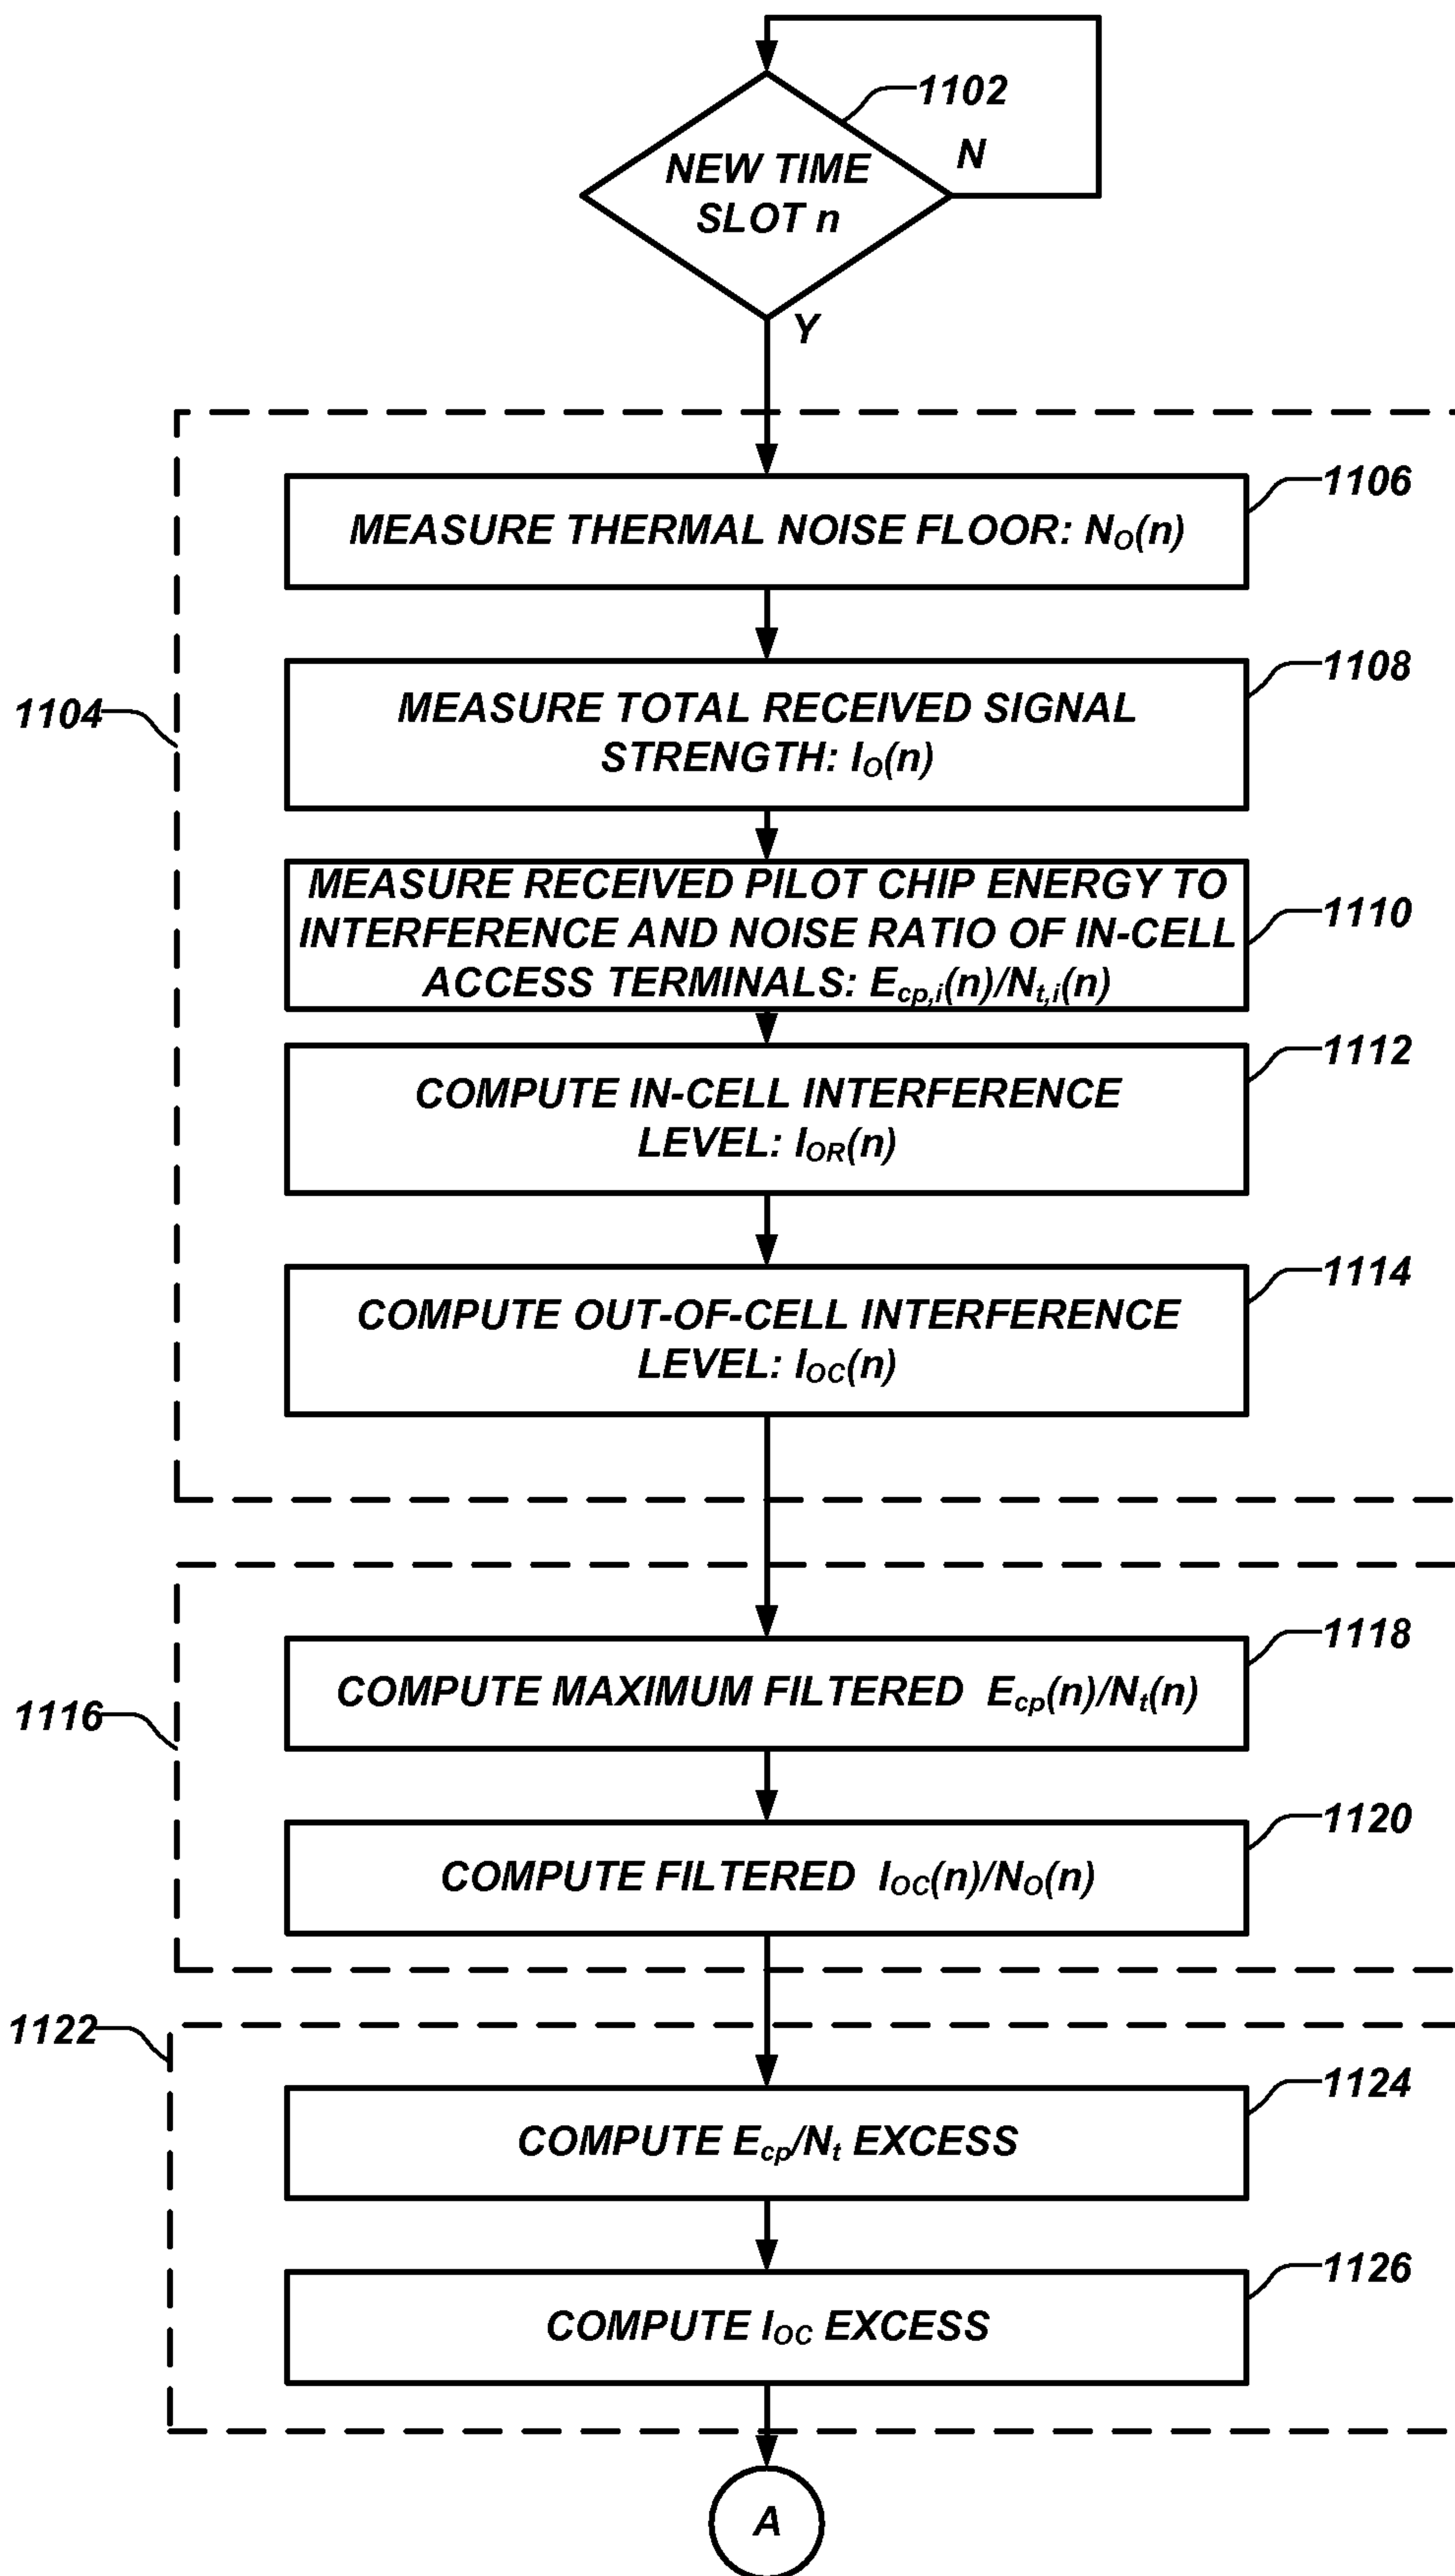 1102
N
NEW TIME
SLOT n
Y
1106
MEASURE THERMAL NOISE FLOOR: NO(n)
1108
1104
MEASURE TOTAL RECEIVED SIGNAL
STRENGTH: IO(n)
MEASURE RECEIVED PILOT CHIP ENERGY TO
INTERFERENCE AND NOISE RATIO OF IN-CELL
ACCESS TERMINALS: Ecp,i(n)/Nt,i(n)
1110
1112
COMPUTE IN-CELL INTERFERENCE
LEVEL: IOR(n)
1114
COMPUTE OUT-OF-CELL INTERFERENCE
LEVEL: IOC(n)
1118
1116
COMPUTE MAXIMUM FILTERED Ecp(n)/Nt(n)
1120
COMPUTE FILTERED IOC(n)/NO(n)
1122
1124
COMPUTE Ecp/Nt EXCESS
1126
COMPUTE IOC EXCESS
A